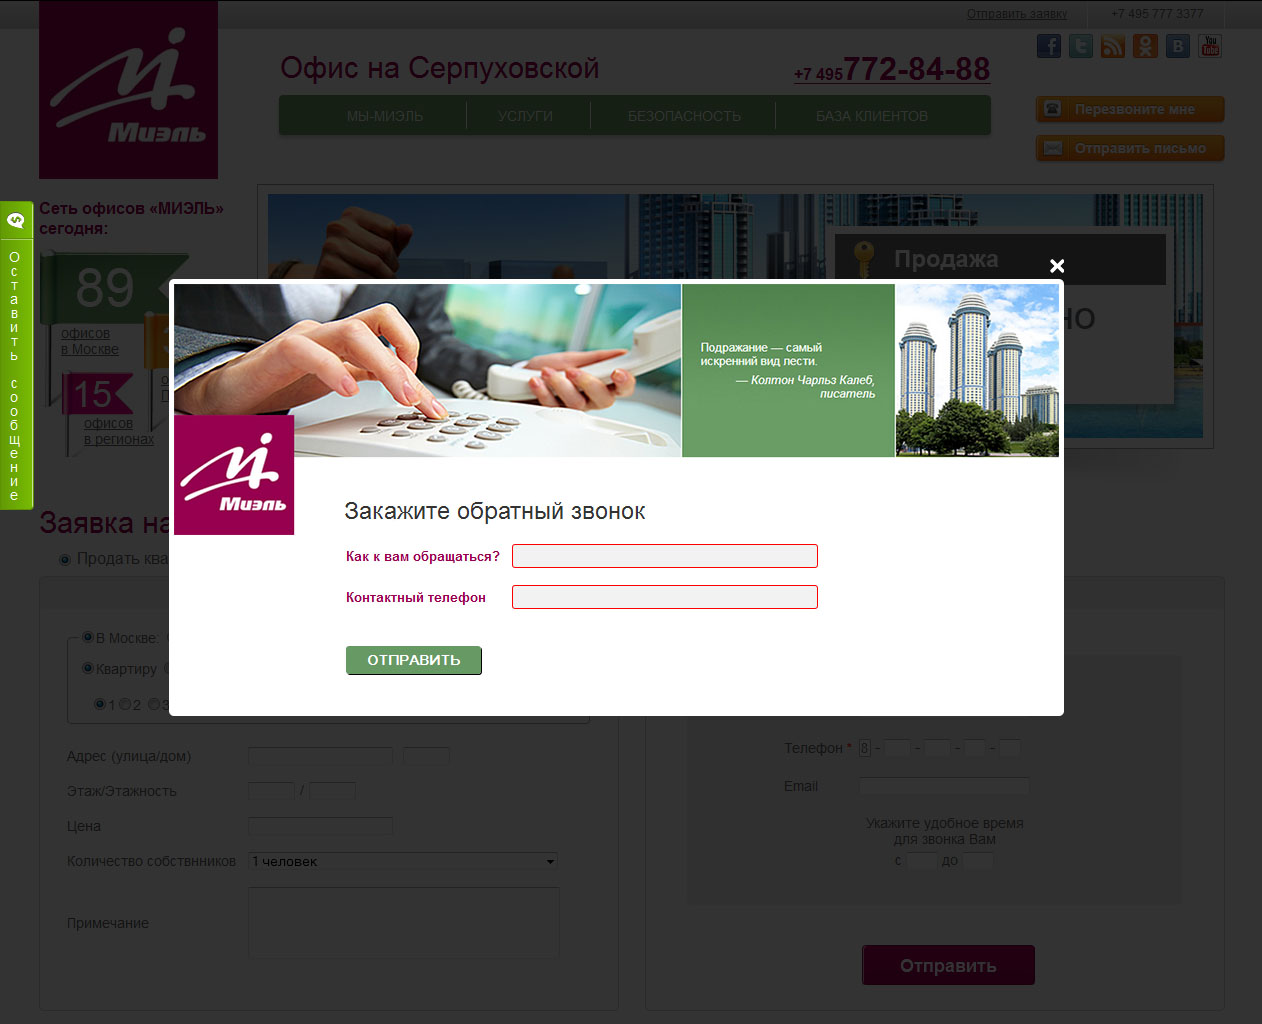 Отправить заявку
+7 495 777 3377
Миэль
Офис на Серпуховской
+7 495 772-84-88
You
Tube
МЫ-МИЭЛЬ
УСЛУГИ
БЕЗОПАСНОСТЬ
БАЗА КЛИЕНТОВ
Перезвоните мне
Отправить письмо
Оставить сообщение
Сеть офисов «МИЭЛЬ»
сегодня:
89
офисов
в Москве
15
офисов
в регионах
Продажа
но
Подражание — самый
искренний вид лести.
— Колтон Чарльз Калеб,
писатель
Миэль
Закажите обратный звонок
Как к вам обращаться?
Контактный телефон
ОТПРАВИТЬ
Заявка на
Продать ква
В Москве.
Квартиру
1 2 3
Адрес (улица/дом)
Этаж/Этажность /
Цена
Количество собствнников 1 человек
Примечание
Телефон * 8 - - - -
Email
Укажите удобное время
для звонка Вам
с до
Отправить